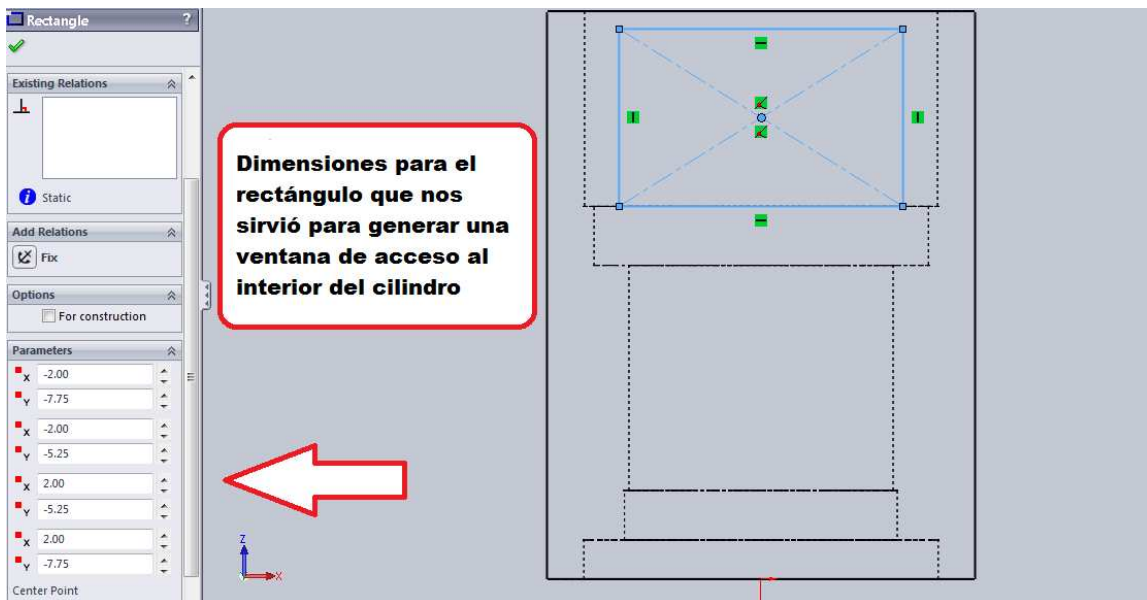 Rectangle ?
Existing Relations
Static
Add Relations
Fix
Options
For construction
Parameters
X -2.00
Y -7.75
X -2.00
Y -5.25
X 2.00
Y -5.25
X 2.00
Y -7.75
Center Point
Dimensiones para el
rectángulo que nos
sirvió para generar una
ventana de acceso al
interior del cilindro
Z
X